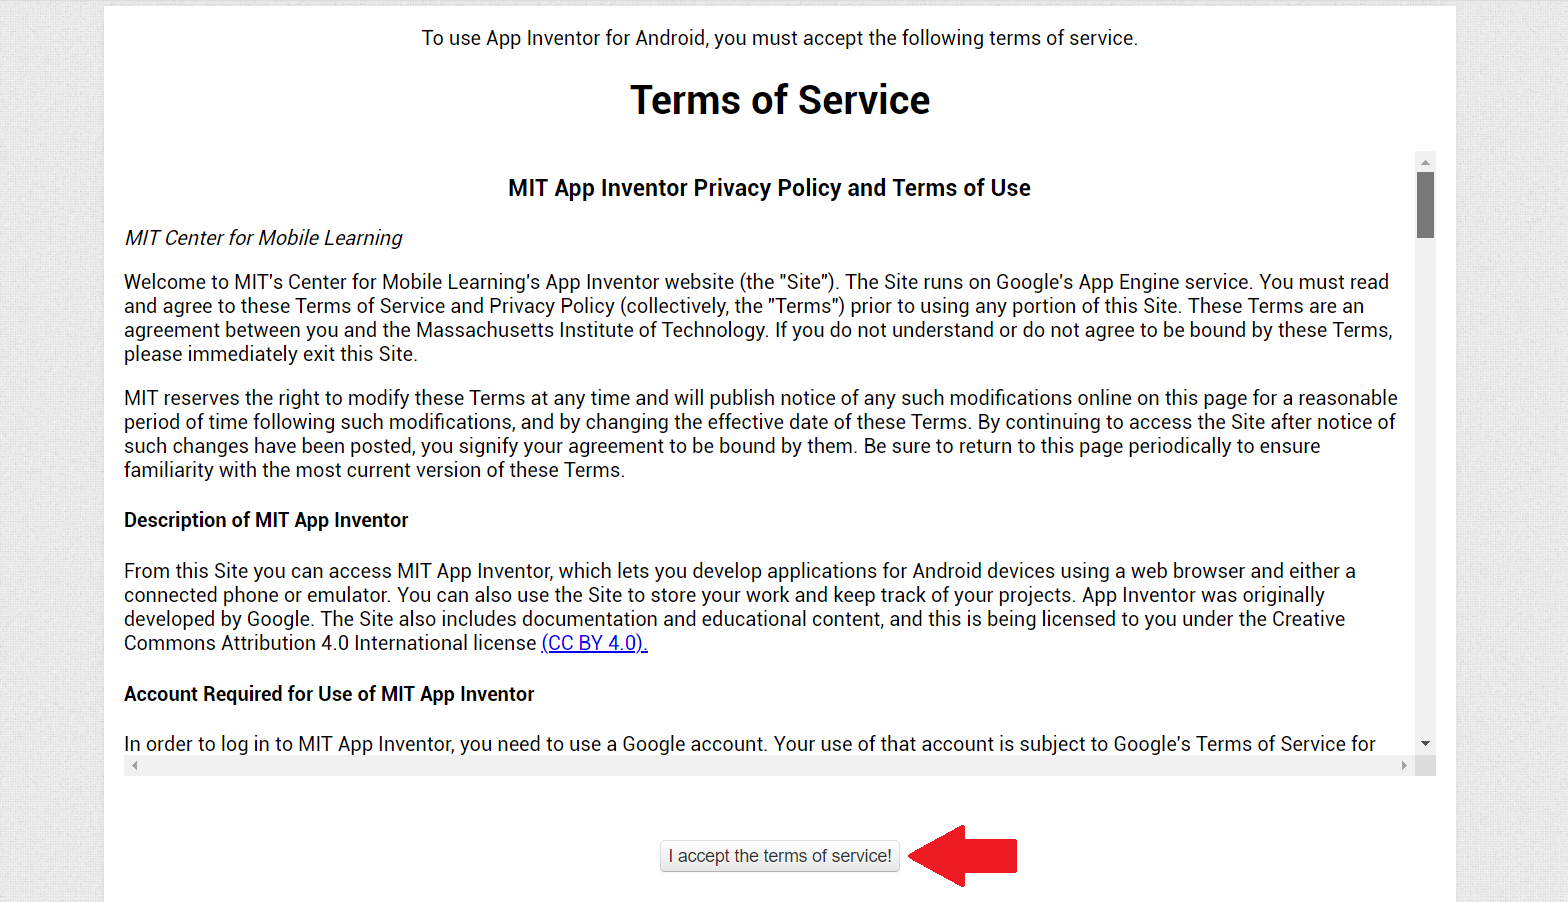 To use App Inventor for Android, you must accept the following terms of service.
Terms of Service
MIT App Inventor Privacy Policy and Terms of Use
MIT Center for Mobile Learning
Welcome to MIT's Center for Mobile Learning's App Inventor website (the "Site"). The Site runs on Google's App Engine service. You must read
and agree to these Terms of Service and Privacy Policy (collectively, the "Terms") prior to using any portion of this Site. These Terms are an
agreement between you and the Massachusetts Institute of Technology. If you do not understand or do not agree to be bound by these Terms,
please immediately exit this Site.
MIT reserves the right to modify these Terms at any time and will publish notice of any such modifications online on this page for a reasonable
period of time following such modifications, and by changing the effective date of these Terms. By continuing to access the Site after notice of
such changes have been posted, you signify your agreement to be bound by them. Be sure to return to this page periodically to ensure
familiarity with the most current version of these Terms.
Description of MIT App Inventor
From this Site you can access MIT App Inventor, which lets you develop applications for Android devices using a web browser and either a
connected phone or emulator. You can also use the Site to store your work and keep track of your projects. App Inventor was originally
developed by Google. The Site also includes documentation and educational content, and this is being licensed to you under the Creative
Commons Attribution 4.0 International license (CC BY 4.0).
Account Required for Use of MIT App Inventor
In order to log in to MIT App Inventor, you need to use a Google account. Your use of that account is subject to Google's Terms of Service for
I accept the terms of service!